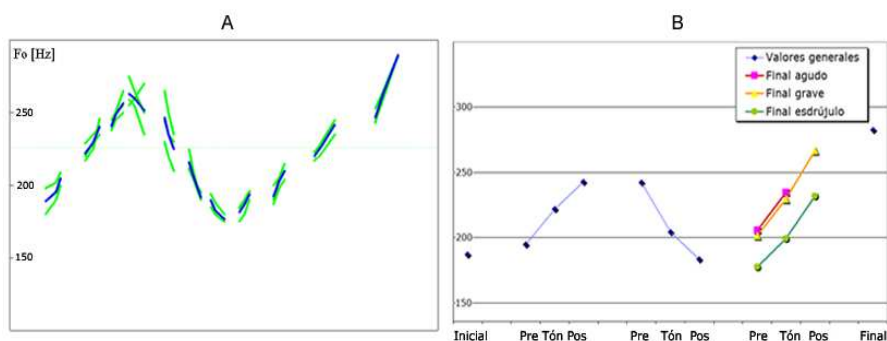 A
B
Fo [Hz]
250
200
150
Valores generales
Final agudo
Final grave
Final esdrújulo
300
250
200
150
Inicial Pre Tón Pos Pre Tón Pos Pre Tón Pos Final